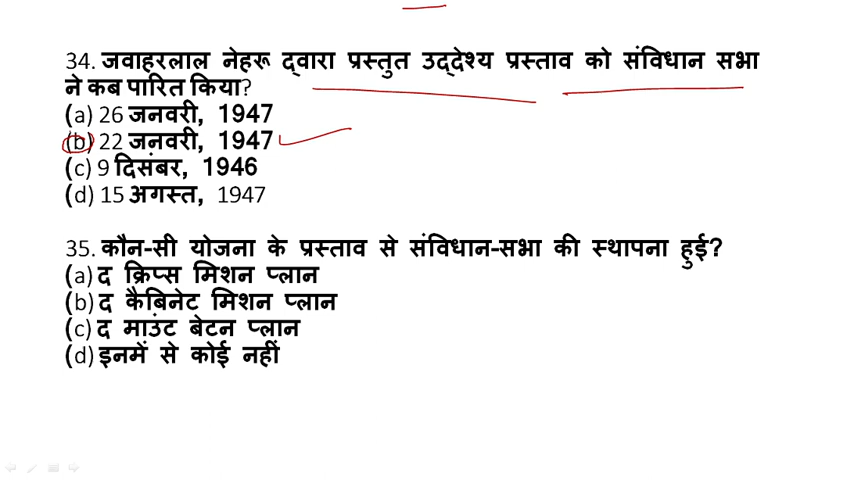 34. जवाहरलाल नेहरू द्वारा प्रस्तुत उद्देश्य प्रस्ताव को संविधान सभा
ने कब पारित किया?
(a) 26 जनवरी, 1947
(b) 22 जनवरी, 1947
(c) 9 दिसंबर, 1946
(d) 15 अगस्त, 1947
35. कौन-सी योजना के प्रस्ताव से संविधान-सभा की स्थापना हुई?
(a) द क्रिप्स मिशन प्लान
(b) द कैबिनेट मिशन प्लान
(c) द माउंट बेटन प्लान
(d) इनमें से कोई नहीं